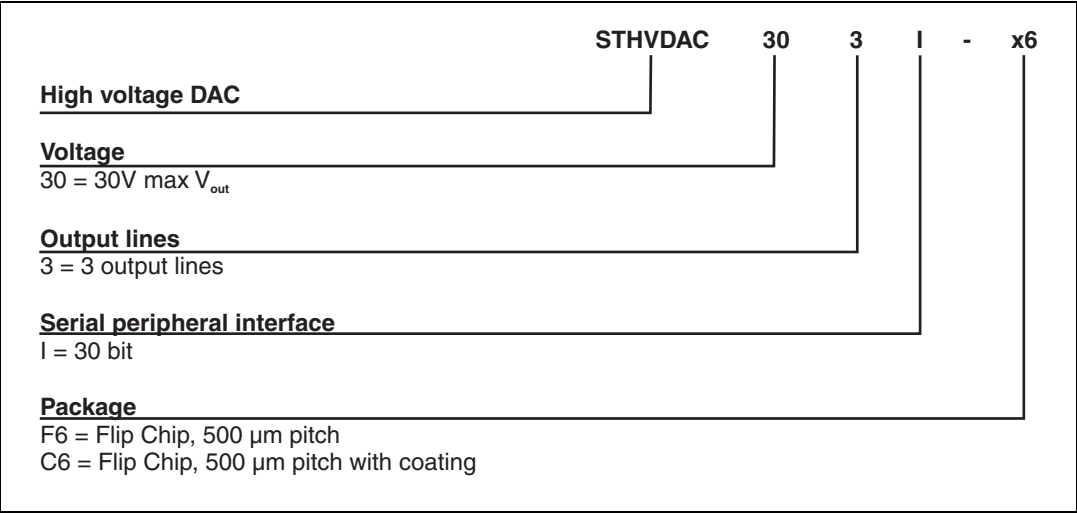 STHVDAC 30 3 I - x6
High voltage DAC
Voltage
30 = 30V max Vout
Output lines
3 = 3 output lines
Serial peripheral interface
I = 30 bit
Package
F6 = Flip Chip, 500 µm pitch
C6 = Flip Chip, 500 µm pitch with coating